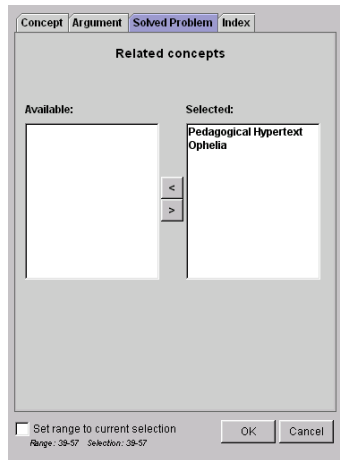 Concept Argument Solved Problem Index
Related concepts
Available: Selected:
Pedagogical Hypertext
Ophelia
<
>
Set range to current selection OK Cancel
Range: 39-57 Selection: 39-57